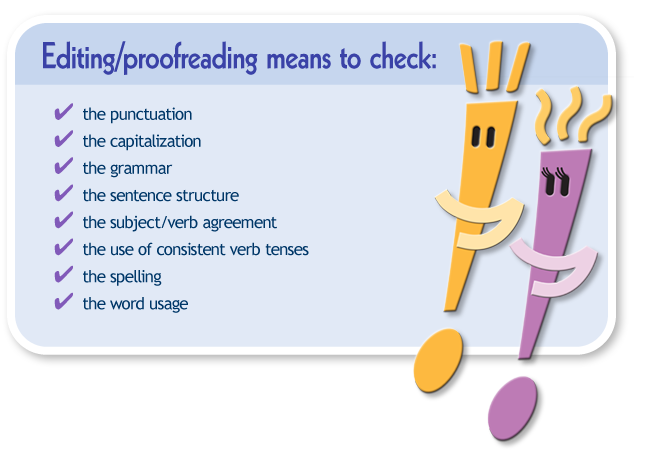 Editing/proofreading means to check:
the punctuation
the capitalization
the grammar
the sentence structure
the subject/verb agreement
the use of consistent verb tenses
the spelling
the word usage